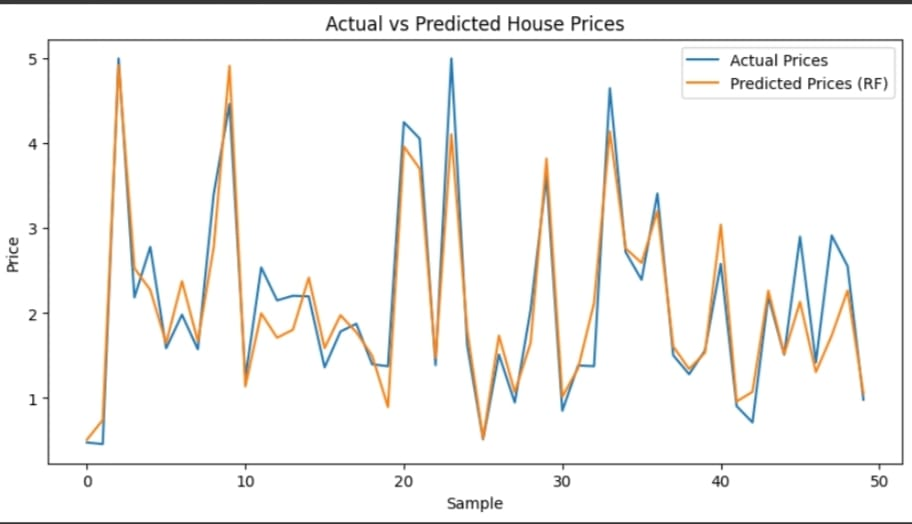 Actual vs Predicted House Prices
Actual Prices
Predicted Prices (RF)
5
4
3
2
1
Price
0 10 20 30 40 50
Sample